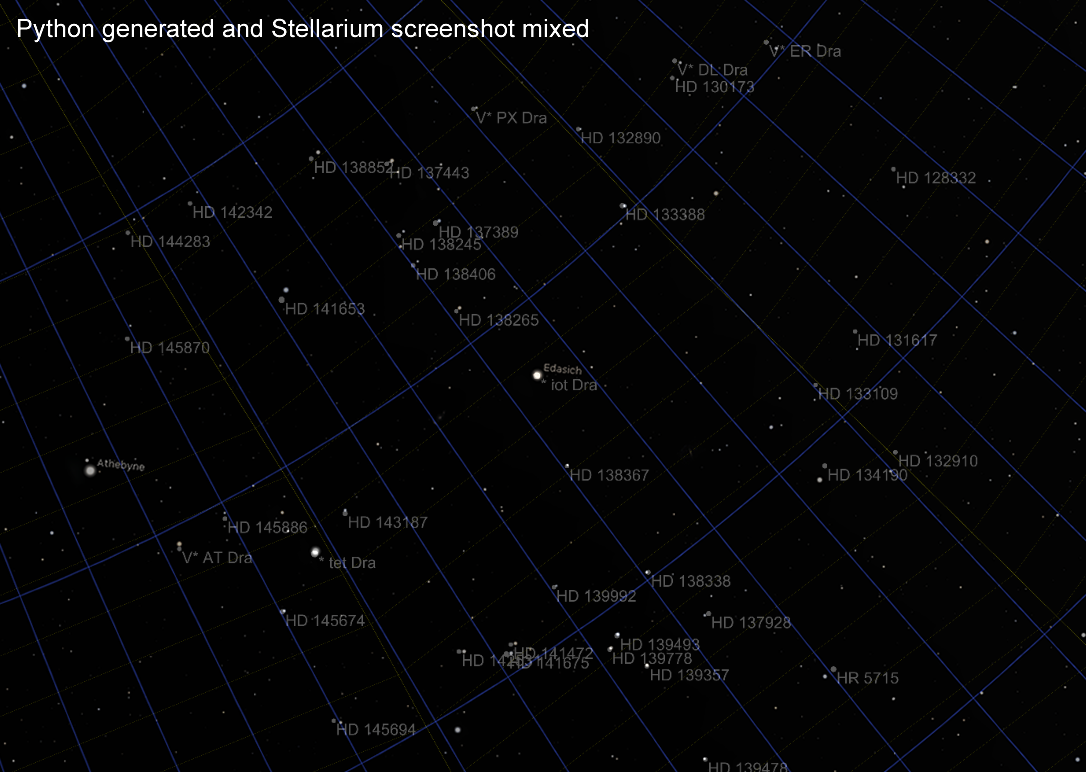 Python generated and Stellarium screenshot mixed
V* ER Dra
V* DL Dra
HD 130173
V* PX Dra
HD 132890
HD 138852
HD 137443
HD 128332
HD 142342
HD 133388
HD 144283
HD 137389
HD 138245
HD 138406
HD 141653
HD 138265
HD 131617
HD 145870
Edasich
* iot Dra
HD 133109
Athebyne
HD 132910
HD 138367
HD 134190
HD 143187
HD 145886
V* AT Dra
* tet Dra
HD 138338
HD 139992
HD 145674
HD 137928
HD 139493
HD 141472
HD 139778
HD 141675
HD 139357
HR 5715
HD 145694
HD 139478